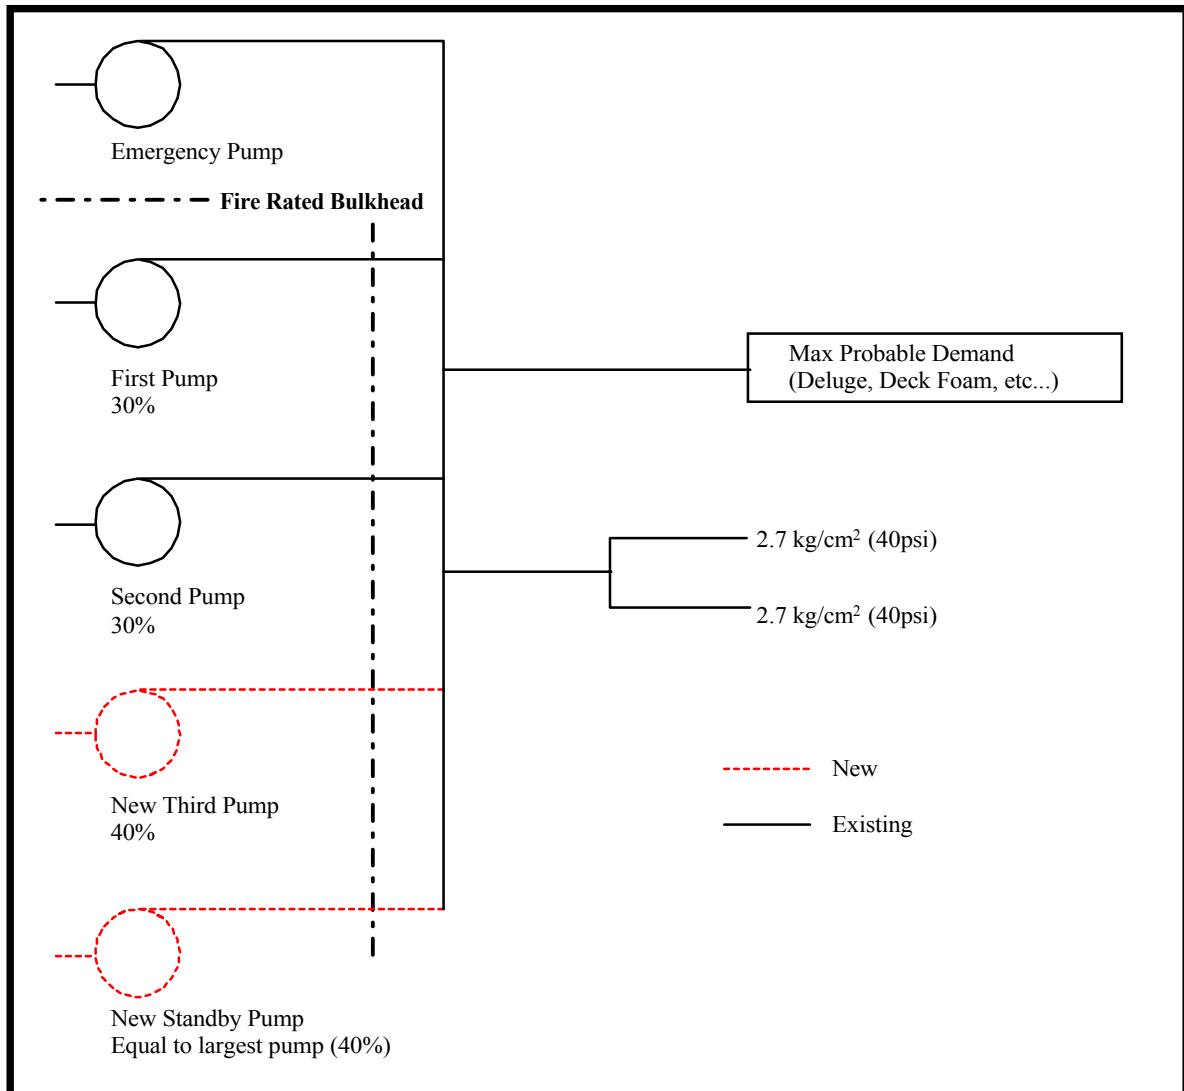 Emergency Pump
Fire Rated Bulkhead
First Pump
30%
Max Probable Demand
(Deluge, Deck Foam, etc...)
Second Pump
30%
2.7 kg/cm² (40psi)
2.7 kg/cm² (40psi)
New Third Pump
40%
New
Existing
New Standby Pump
Equal to largest pump (40%)